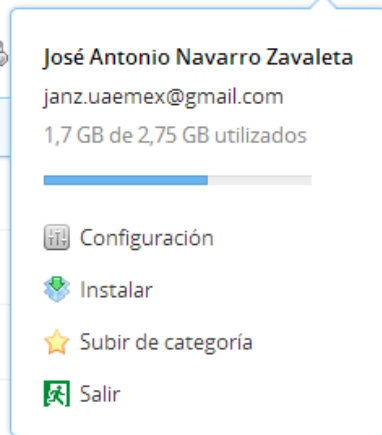 José Antonio Navarro Zavaleta
janz.uaemex@gmail.com
1,7 GB de 2,75 GB utilizados
Configuración
Instalar
Subir de categoría
Salir